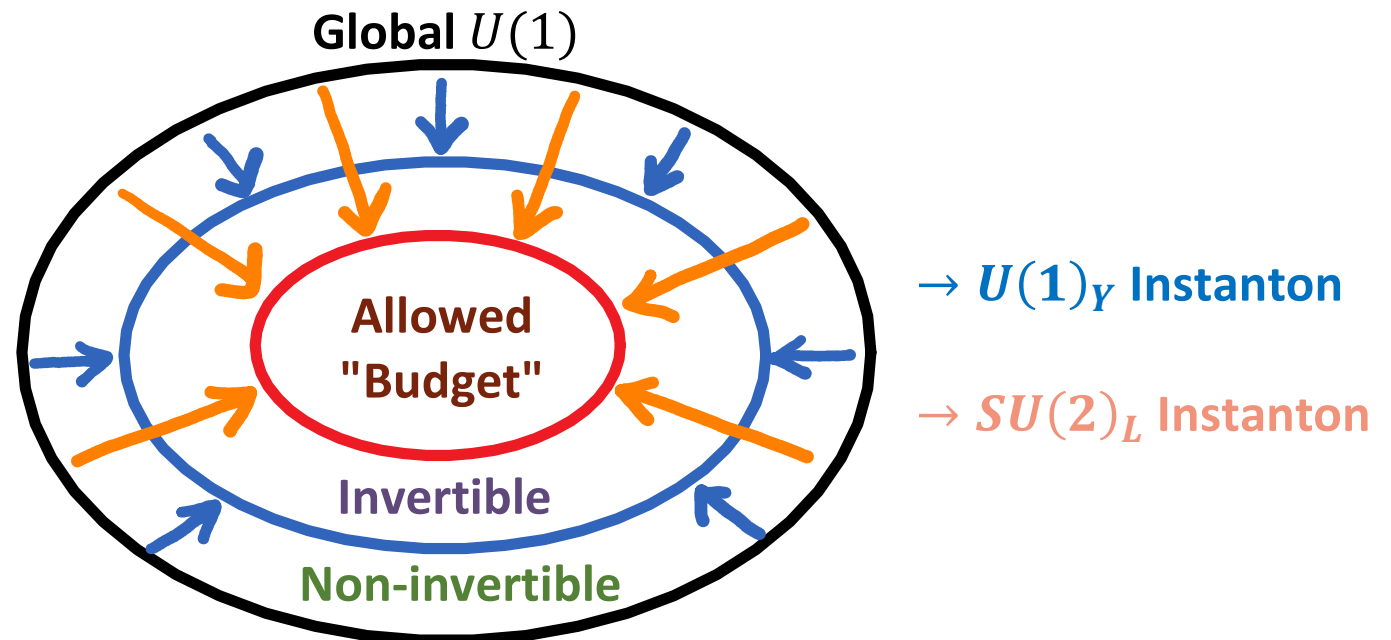 Global U(1)
Allowed
"Budget"
Invertible
Non-invertible
→ U(1)_Y Instanton
→ SU(2)_L Instanton